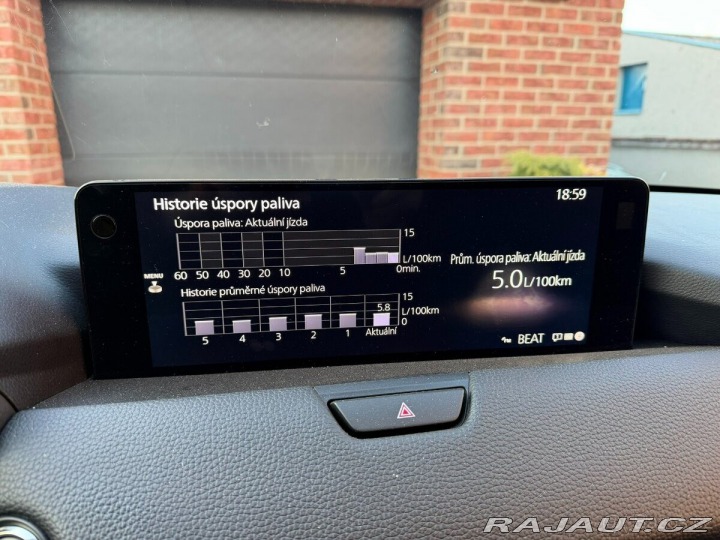 Historie úspory paliva
18:59
Úspora paliva: Aktuální jízda
15
L/100km
0min.
60 50 40 30 20 10 5
MENU
Prům. úspora paliva: Aktuální jízda
5.0L/100km
Historie průměrné úspory paliva
15
5.8
L/100km
0
5 4 3 2 1 Aktuální
BEAT
RAJAUT.CZ